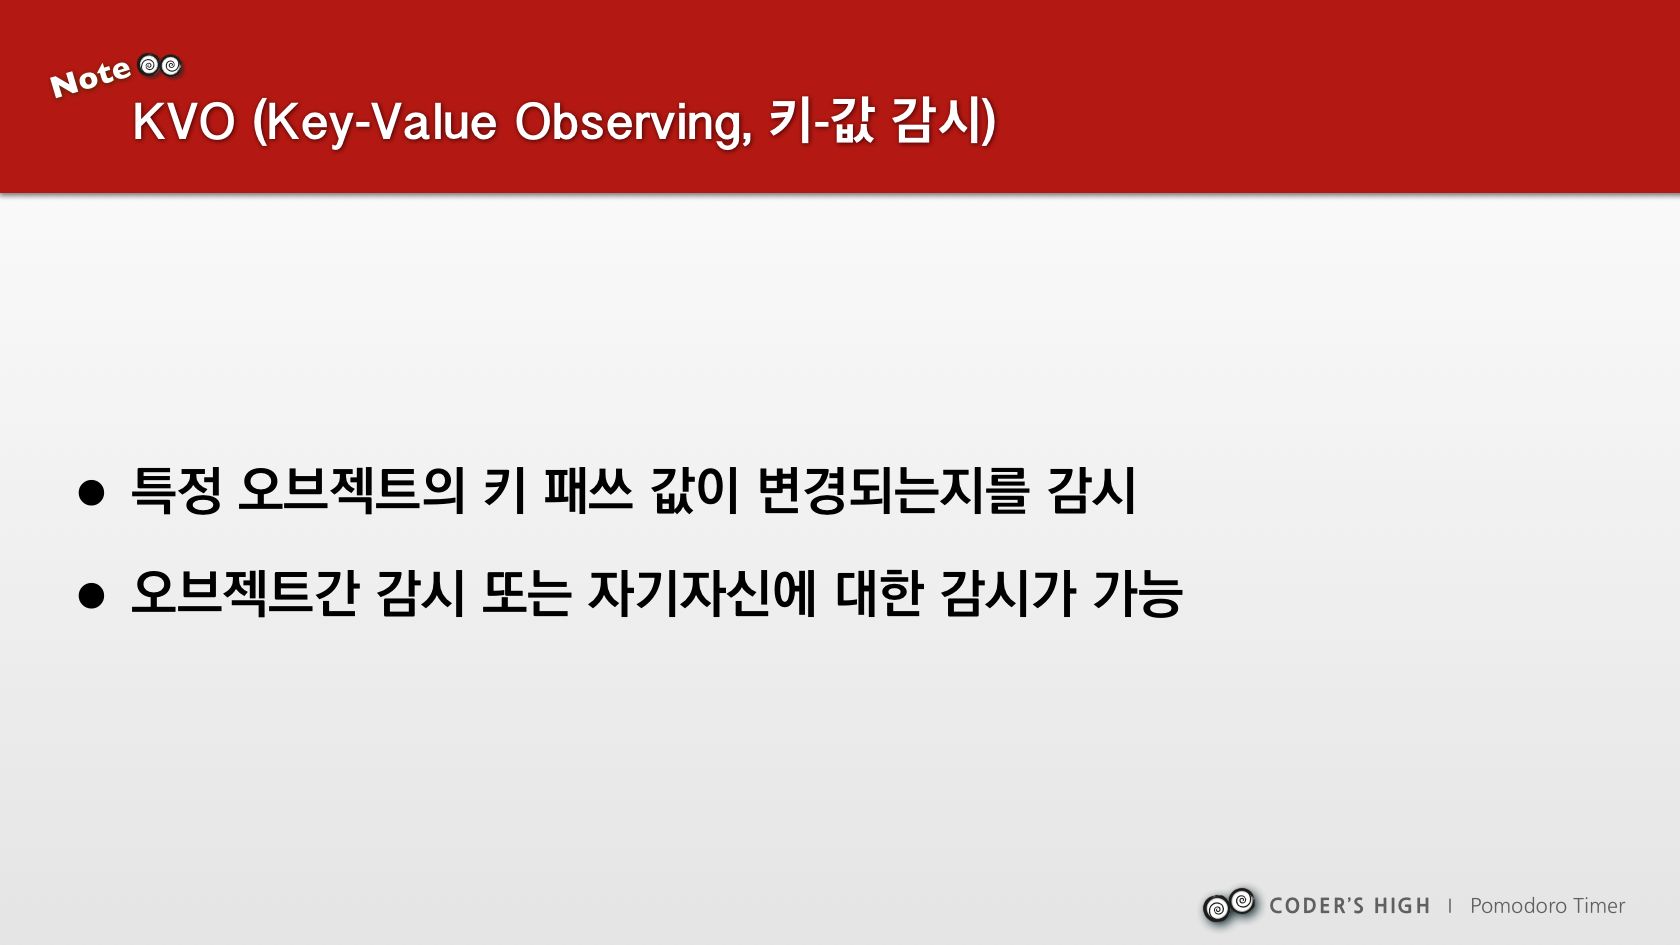 Note
KVO (Key-Value Observing, 키-값 감시)
● 특정 오브젝트의 키 패쓰 값이 변경되는지를 감시
● 오브젝트간 감시 또는 자기자신에 대한 감시가 가능
CODER'S HIGH | Pomodoro Timer